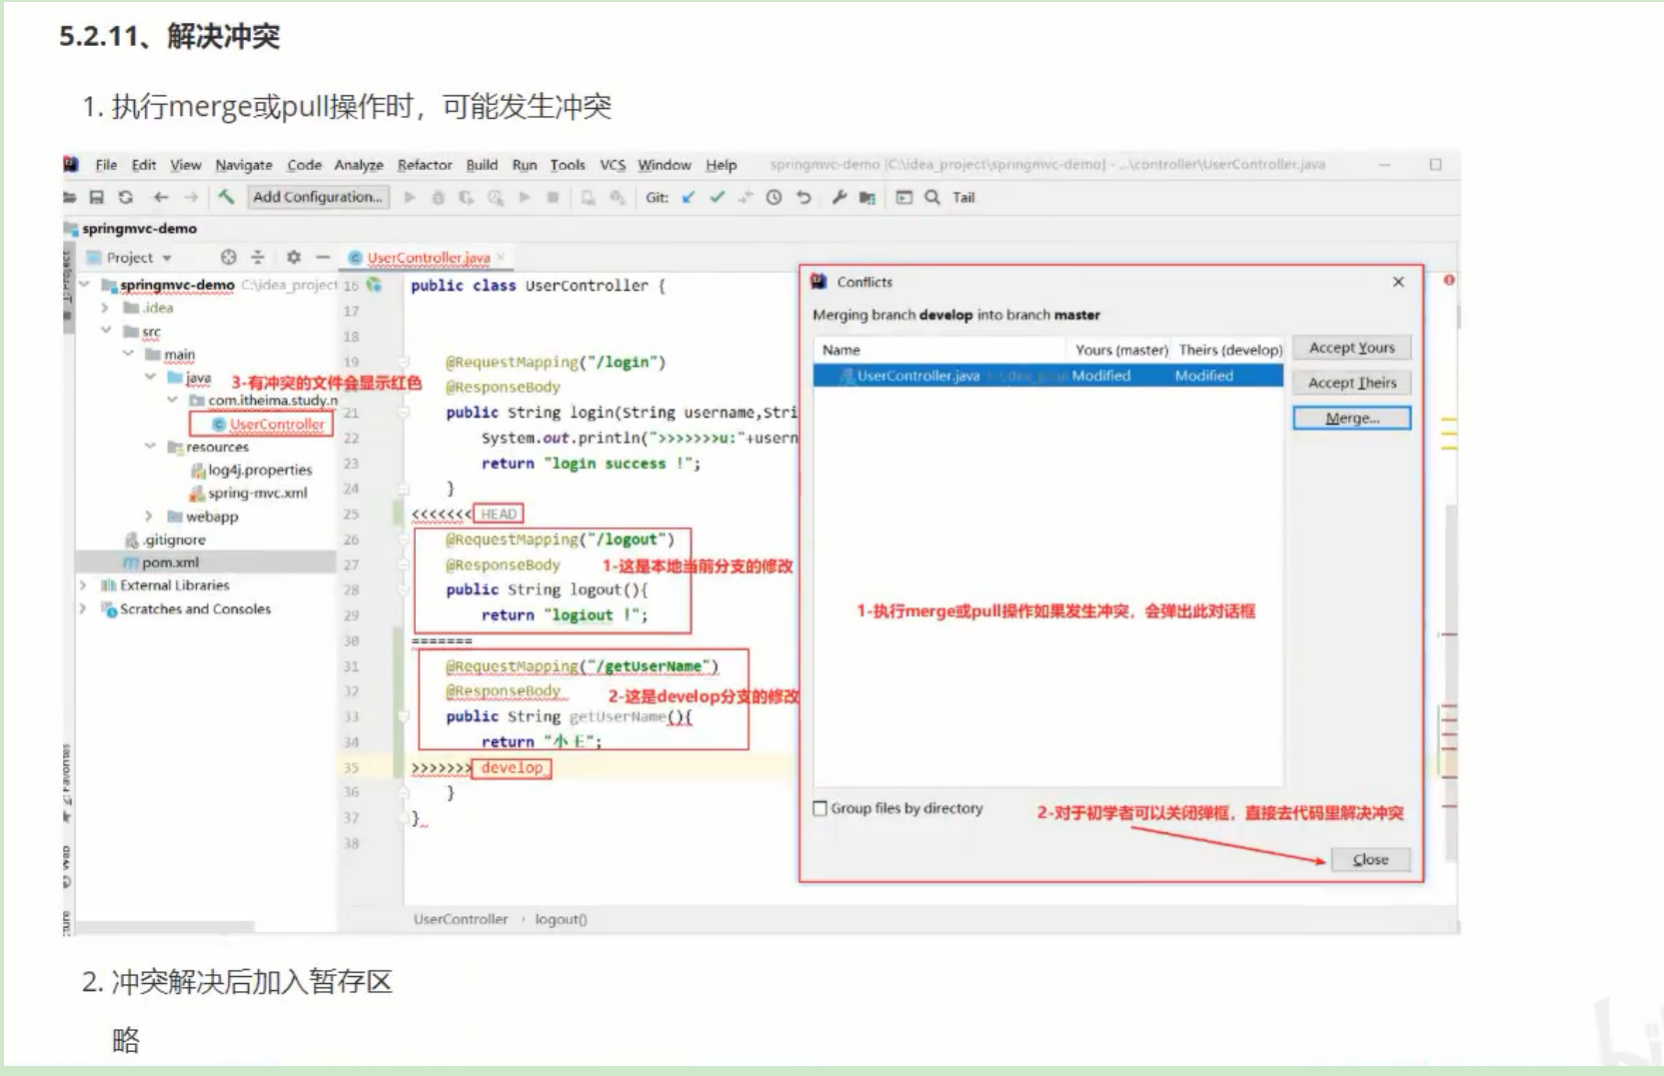 5.2.11、解决冲突
1. 执行merge或pull操作时，可能发生冲突
File Edit View Navigate Code Analyze Refactor Build Run Tools VCS Window Help springmvc-demo [C:\idea_project\springmvc-demo] - ...\controller\UserController.java
Add Configuration... Git: Tail
springmvc-demo
Project
UserController.java
springmvc-demo C:\idea_project
.idea
src
main
java
3-有冲突的文件会显示红色
com.itheima.study.n
UserController
resources
log4j.properties
spring-mvc.xml
webapp
.gitignore
pom.xml
External Libraries
Scratches and Consoles
16 public class UserController {
17
18
19 @RequestMapping("/login")
@ResponseBody
21 public String login(String username,Stri
22 System.out.println(">>>>>>>u:"+usern
23 return "login success !";
24 }
25 <<<<<<< HEAD
26 @RequestMapping("/logout")
27 @ResponseBody 1-这是本地当前分支的修改
28 public String logout(){
29 return "logiout !";
30 =======
31 @RequestMapping("/getUserName")
32 @ResponseBody 2-这是develop分支的修改
33 public String getUserName(){
34 return "小王";
35 >>>>>>> develop
36 }
37 }
38
UserController › logout()
Conflicts
Merging branch develop into branch master
Name Yours (master) Theirs (develop)
UserController.java Modified Modified
Accept Yours
Accept Theirs
Merge...
1-执行merge或pull操作如果发生冲突，会弹出此对话框
Group files by directory
2-对于初学者可以关闭弹框，直接去代码里解决冲突
Close
2. 冲突解决后加入暂存区
略